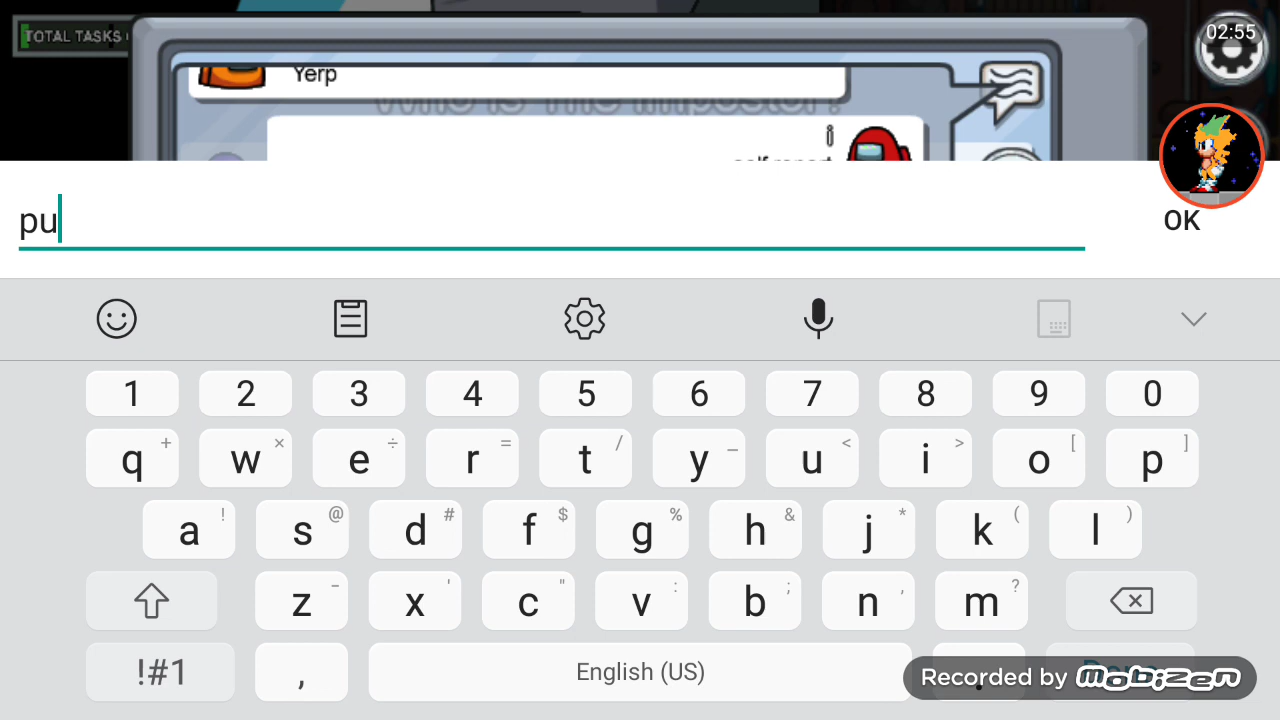 TOTAL TASKS
02:55
Yerp
Who Is The Impostor?
i
self report
pu
OK
1 2 3 4 5 6 7 8 9 0
q + w × e ÷ r = t / y _ u < i > o [ p ]
a ! s @ d # f $ g % h & j * k ( l )
z - x ' c " v : b ; n , m ?
!#1 , English (US) .
Recorded by mobizen